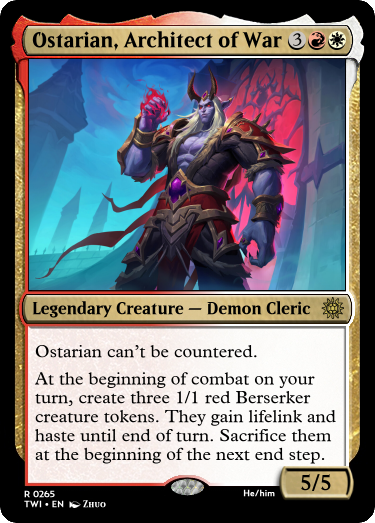 Ostarian, Architect of War 3
Legendary Creature — Demon Cleric
Ostarian can't be countered.
At the beginning of combat on your
turn, create three 1/1 red Berserker
creature tokens. They gain lifelink and
haste until end of turn. Sacrifice them
at the beginning of the next end step.
5/5
R 0265
TWI • EN Zhuo
He/him